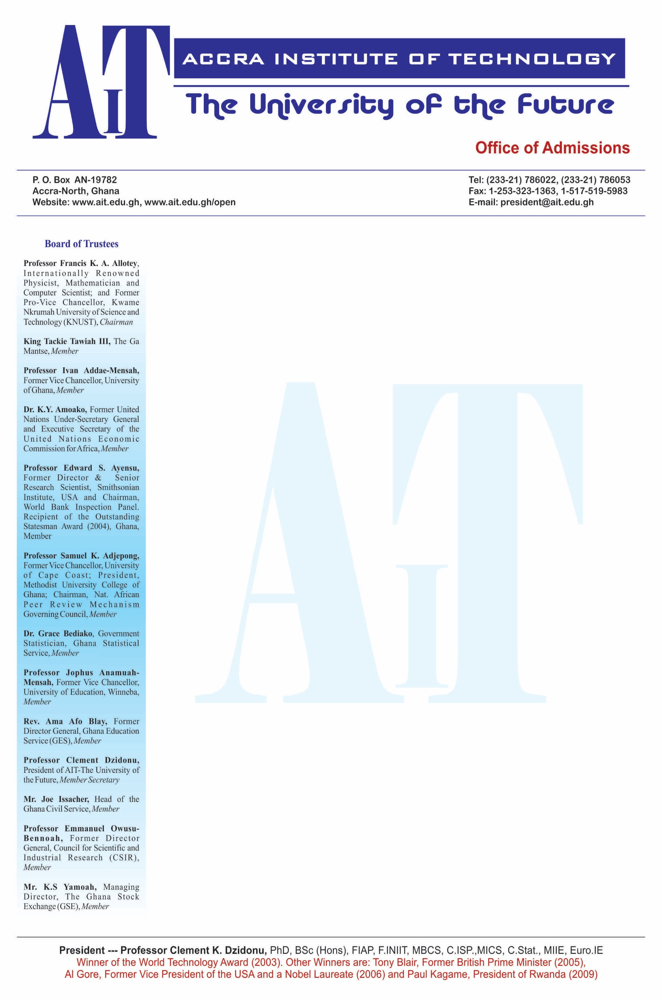 AIT
ACCRA INSTITUTE OF TECHNOLOGY
The University of the Future
Office of Admissions
P. O. Box AN-19782
Accra-North, Ghana
Website: www.ait.edu.gh, www.ait.edu.gh/open
Tel: (233-21) 786022, (233-21) 786053
Fax: 1-253-323-1363, 1-517-519-5983
E-mail: president@ait.edu.gh
Board of Trustees
Professor Francis K. A. Allotey,
Internationally Renowned
Physicist, Mathematician and
Computer Scientist; and Former
Pro-Vice Chancellor, Kwame
Nkrumah University of Science and
Technology (KNUST), Chairman
King Tackie Tawiah III, The Ga
Mantse, Member
Professor Ivan Addae-Mensah,
Former Vice Chancellor, University
of Ghana, Member
Dr. K.Y. Amoako, Former United
Nations Under-Secretary General
and Executive Secretary of the
United Nations Economic
Commission for Africa, Member
Professor Edward S. Ayensu,
Former Director & Senior
Research Scientist, Smithsonian
Institute, USA and Chairman,
World Bank Inspection Panel.
Recipient of the Outstanding
Statesman Award (2004), Ghana,
Member
Professor Samuel K. Adjepong,
Former Vice Chancellor, University
of Cape Coast; President,
Methodist University College of
Ghana; Chairman, Nat. African
Peer Review Mechanism
Governing Council, Member
Dr. Grace Bediako, Government
Statistician, Ghana Statistical
Service, Member
Professor Jophus Anamuah-
Mensah, Former Vice Chancellor,
University of Education, Winneba,
Member
Rev. Ama Afo Blay, Former
Director General, Ghana Education
Service (GES), Member
Professor Clement Dzidonu,
President of AIT-The University of
the Future, Member Secretary
Mr. Joe Issacher, Head of the
Ghana Civil Service, Member
Professor Emmanuel Owusu-
Bennoah, Former Director
General, Council for Scientific and
Industrial Research (CSIR),
Member
Mr. K.S Yamoah, Managing
Director, The Ghana Stock
Exchange (GSE), Member
AIT
President --- Professor Clement K. Dzidonu, PhD, BSc (Hons), FIAP, F.INIIT, MBCS, C.ISP.,MICS, C.Stat., MIIE, Euro.IE
Winner of the World Technology Award (2003). Other Winners are: Tony Blair, Former British Prime Minister (2005),
Al Gore, Former Vice President of the USA and a Nobel Laureate (2006) and Paul Kagame, President of Rwanda (2009)